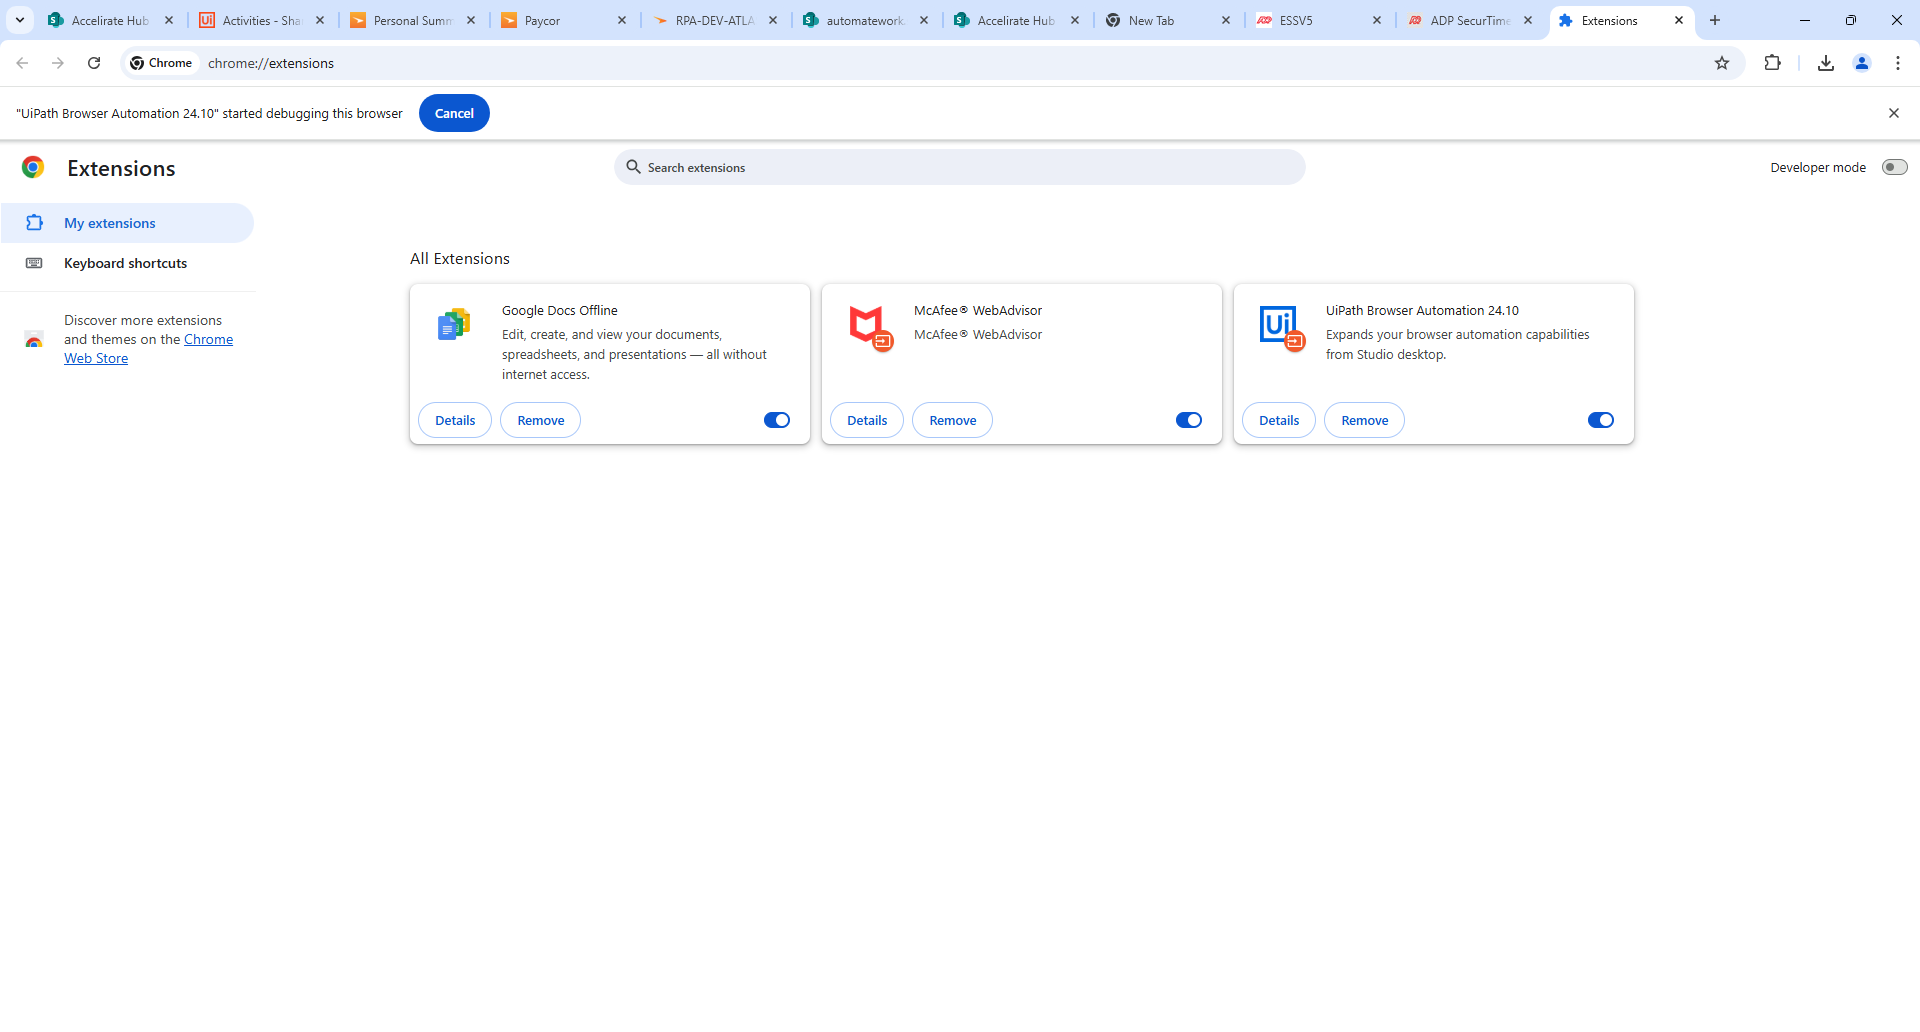 Accelirate Hub
Activities - Sha
Personal Summ
Paycor
RPA-DEV-ATLA
automatework.
Accelirate Hub
New Tab
ESSV5
ADP SecurTime
Extensions
Chrome
chrome://extensions
"UiPath Browser Automation 24.10" started debugging this browser
Cancel
Extensions
Search extensions
Developer mode
My extensions
Keyboard shortcuts
Discover more extensions
and themes on the Chrome
Web Store
All Extensions
Google Docs Offline
Edit, create, and view your documents,
spreadsheets, and presentations — all without
internet access.
Details
Remove
McAfee® WebAdvisor
McAfee® WebAdvisor
Details
Remove
Ui
UiPath Browser Automation 24.10
Expands your browser automation capabilities
from Studio desktop.
Details
Remove